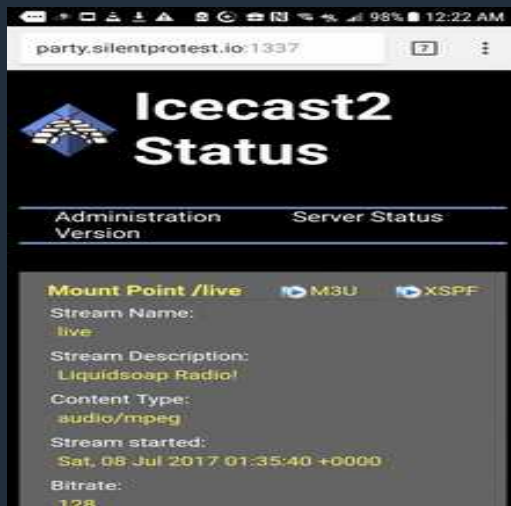 98% 12:22 AM
party.silentprotest.io:1337
7
Icecast2
Status
Administration Server Status
Version
Mount Point /live M3U XSPF
Stream Name:
live
Stream Description:
Liquidsoap Radio!
Content Type:
audio/mpeg
Stream started:
Sat, 08 Jul 2017 01:35:40 +0000
Bitrate:
128